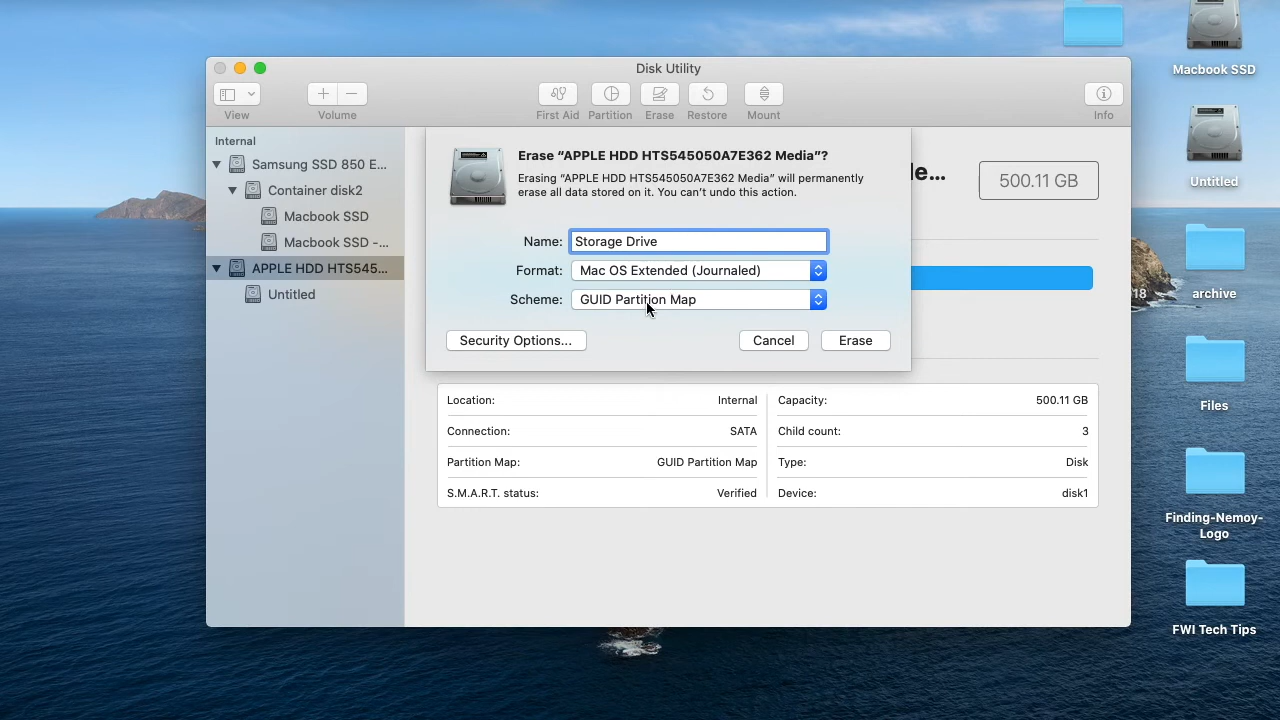 Disk Utility
View
Volume
First Aid
Partition
Erase
Restore
Mount
Info
Internal
Samsung SSD 850 E...
Container disk2
Macbook SSD
Macbook SSD -...
APPLE HDD HTS545...
Untitled
Erase “APPLE HDD HTS545050A7E362 Media”?
Erasing “APPLE HDD HTS545050A7E362 Media” will permanently
erase all data stored on it. You can’t undo this action.
Name: Storage Drive
Format: Mac OS Extended (Journaled)
Scheme: GUID Partition Map
Security Options...
Cancel
Erase
le...
500.11 GB
Location: Internal
Connection: SATA
Partition Map: GUID Partition Map
S.M.A.R.T. status: Verified
Capacity: 500.11 GB
Child count: 3
Type: Disk
Device: disk1
Macbook SSD
Untitled
18
archive
Files
Finding-Nemoy-
Logo
FWI Tech Tips